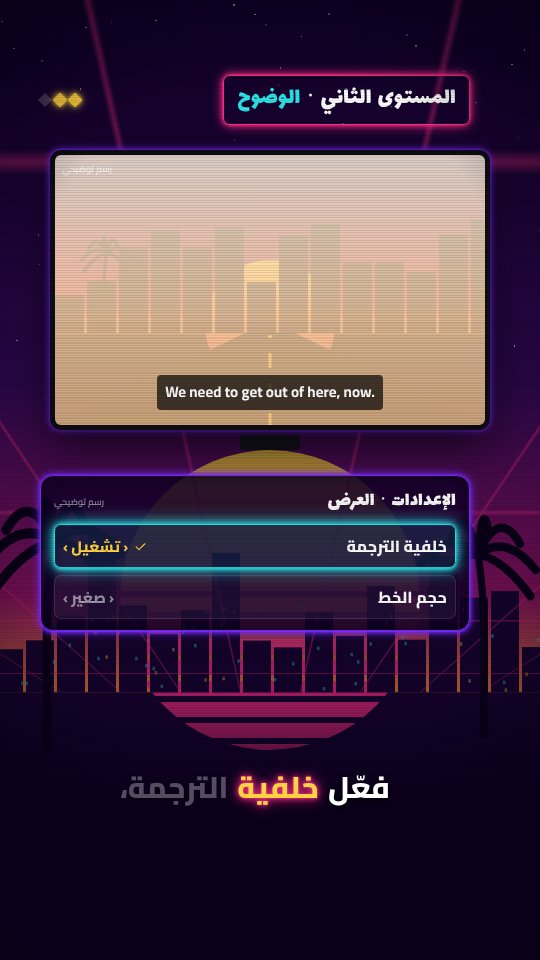 المستوى الثاني · الوضوح
رسم توضيحي
We need to get out of here, now.
الإعدادات · العرض
رسم توضيحي
خلفية الترجمة
✓ ‹ تشغيل ›
حجم الخط
‹ صغير ›
فعّل خلفية الترجمة،